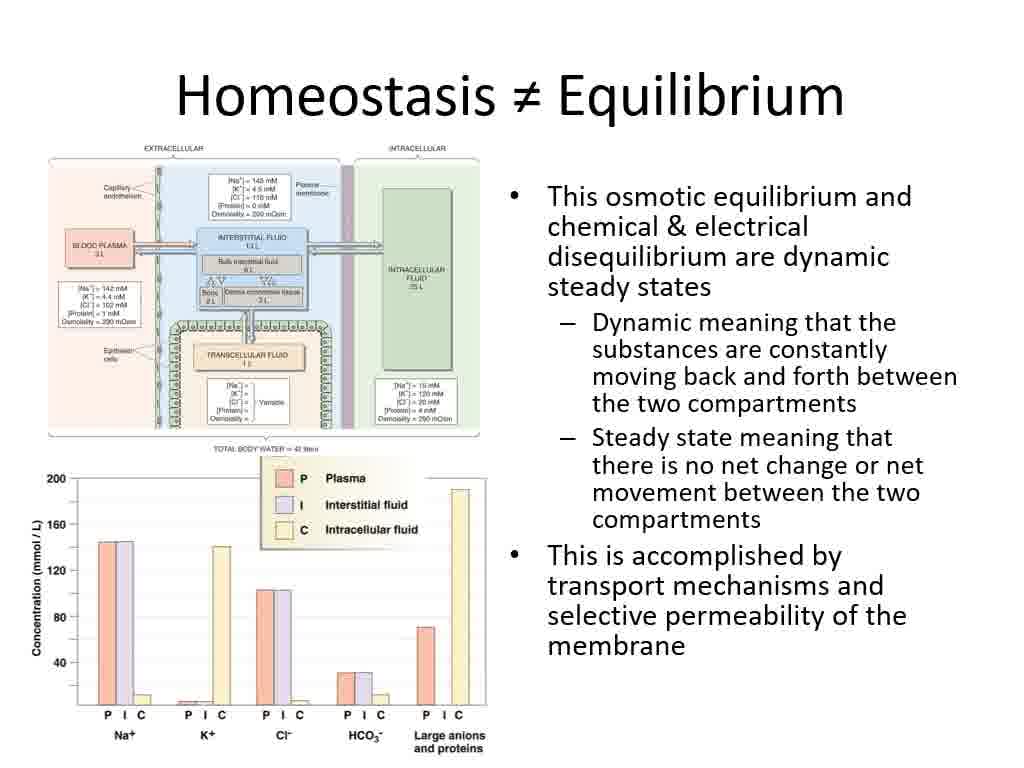 Homeostasis ≠ Equilibrium
EXTRACELLULAR
INTRACELLULAR
Capillary
endothelium
[Na⁺] = 145 mM
[K⁺] = 4.5 mM
[Cl⁻] = 116 mM
[Protein] = 0 mM
Osmolality = 290 mOsm
Plasma
membrane
BLOOD PLASMA
3 L
INTERSTITIAL FLUID
13 L
Bulk interstitial fluid
8 L
Bone
2 L
Dense connective tissue
3 L
INTRACELLULAR
FLUID
25 L
[Na⁺] = 142 mM
[K⁺] = 4.4 mM
[Cl⁻] = 102 mM
[Protein] = 1 mM
Osmolality = 290 mOsm
Epithelial
cells
TRANSCELLULAR FLUID
1 L
[Na⁺] =
[K⁺] =
[Cl⁻] =
[Protein] =
Osmolality =
Variable
[Na⁺] = 15 mM
[K⁺] = 120 mM
[Cl⁻] = 20 mM
[Protein] = 4 mM
Osmolality = 290 mOsm
TOTAL BODY WATER = 42 liters
P Plasma
I Interstitial fluid
C Intracellular fluid
Concentration (mmol / L)
200
160
120
80
40
P I C P I C P I C P I C P I C
Na⁺ K⁺ Cl⁻ HCO₃⁻ Large anions
and proteins
• This osmotic equilibrium and
chemical & electrical
disequilibrium are dynamic
steady states
– Dynamic meaning that the
substances are constantly
moving back and forth between
the two compartments
– Steady state meaning that
there is no net change or net
movement between the two
compartments
• This is accomplished by
transport mechanisms and
selective permeability of the
membrane